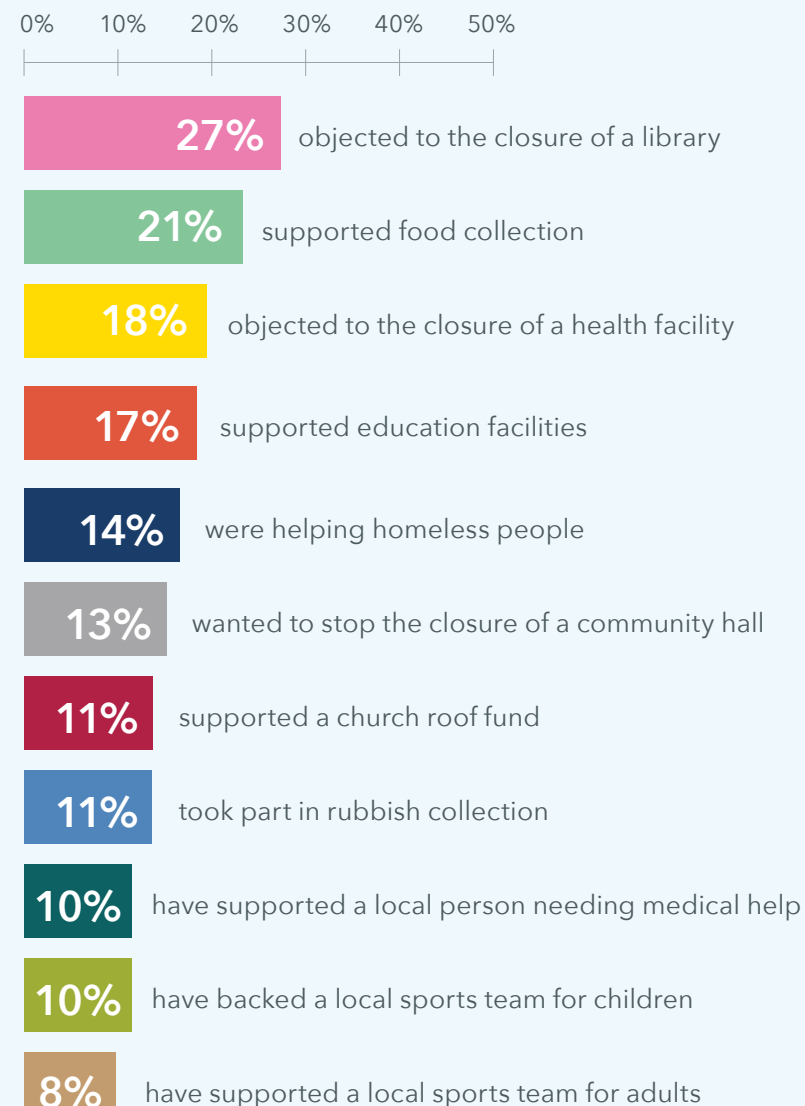 0% 10% 20% 30% 40% 50%
27% objected to the closure of a library
21% supported food collection
18% objected to the closure of a health facility
17% supported education facilities
14% were helping homeless people
13% wanted to stop the closure of a community hall
11% supported a church roof fund
11% took part in rubbish collection
10% have supported a local person needing medical help
10% have backed a local sports team for children
8% have supported a local sports team for adults